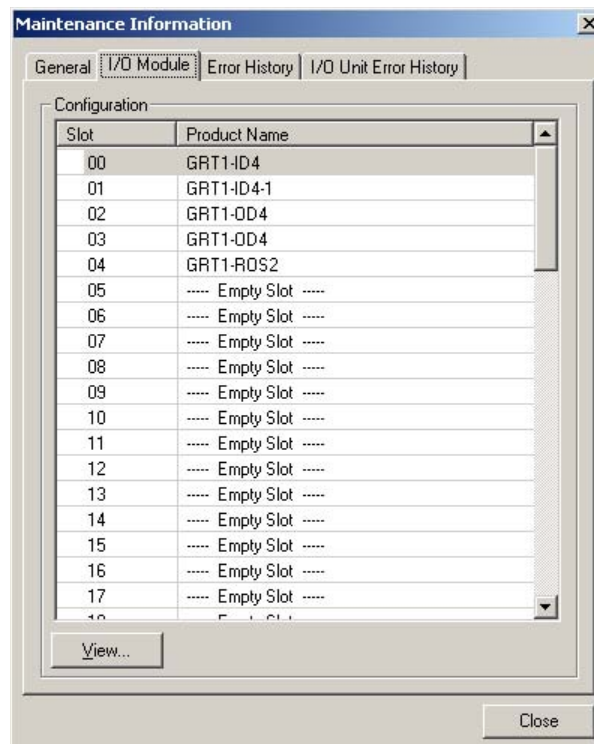 Maintenance Information
General I/O Module Error History I/O Unit Error History
Configuration
Slot Product Name
00 GRT1-ID4
01 GRT1-ID4-1
02 GRT1-OD4
03 GRT1-OD4
04 GRT1-ROS2
05 ----- Empty Slot -----
06 ----- Empty Slot -----
07 ----- Empty Slot -----
08 ----- Empty Slot -----
09 ----- Empty Slot -----
10 ----- Empty Slot -----
11 ----- Empty Slot -----
12 ----- Empty Slot -----
13 ----- Empty Slot -----
14 ----- Empty Slot -----
15 ----- Empty Slot -----
16 ----- Empty Slot -----
17 ----- Empty Slot -----
View...
Close